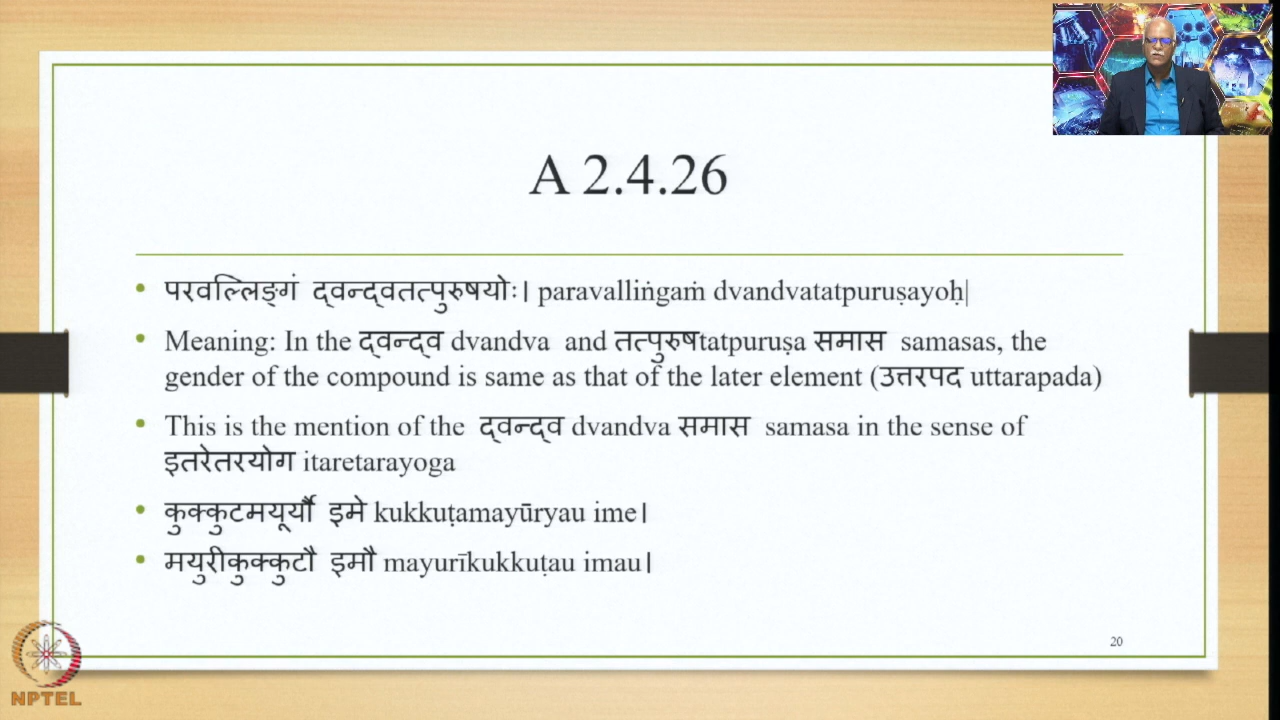 A 2.4.26
परवल्लिङ्गं द्वन्द्वतत्पुरुषयोः। paravalliṅgaṁ dvandvatatpuruṣayoḥ|
Meaning: In the द्वन्द्व dvandva and तत्पुरुषtatpuruṣa समास samasas, the
gender of the compound is same as that of the later element (उत्तरपद uttarapada)
This is the mention of the द्वन्द्व dvandva समास samasa in the sense of
इतरेतरयोग itaretarayoga
कुक्कुटमयूर्यौ इमे kukkuṭamayūryau ime।
मयुरीकुक्कुटौ इमौ mayurīkukkuṭau imau।
20
NPTEL